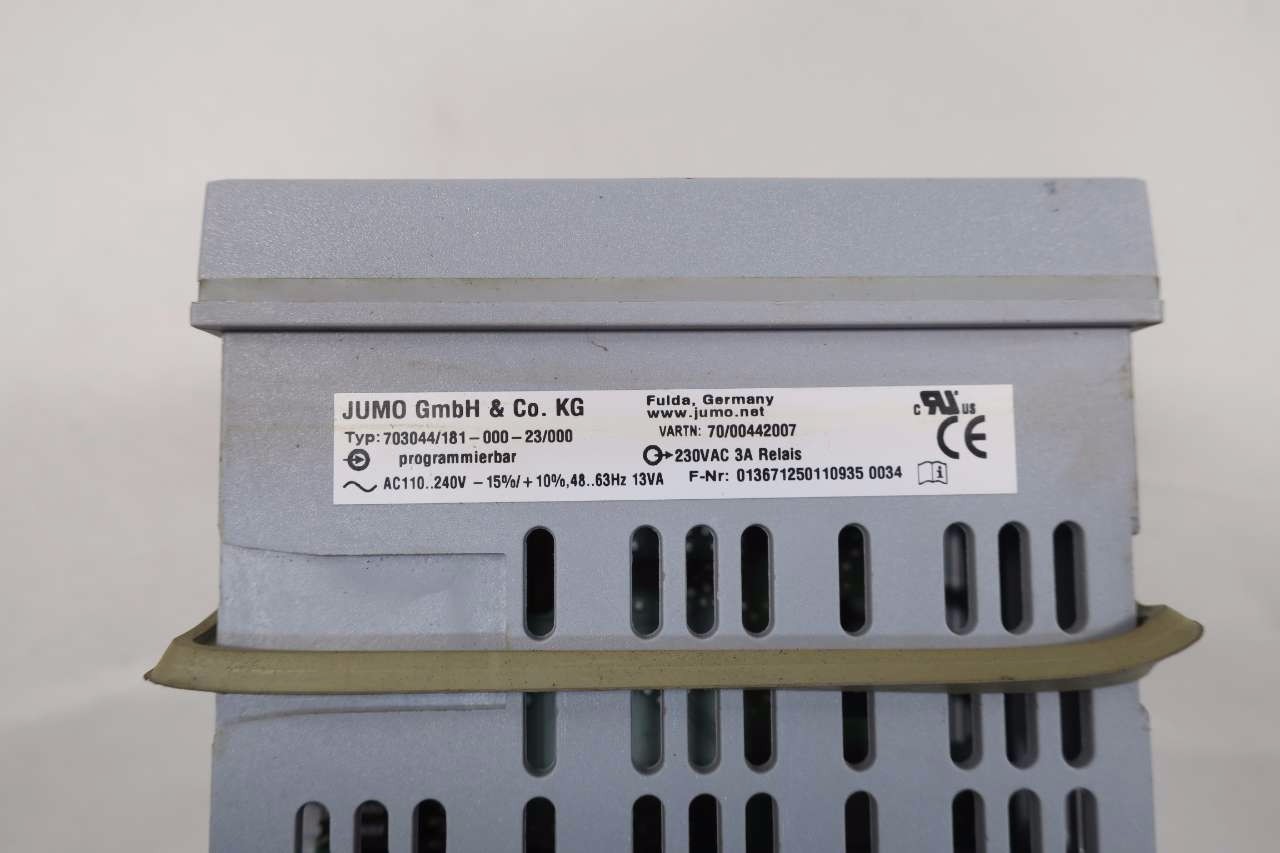 JUMO GmbH & Co. KG
Typ: 703044/181-000-23/000
programmierbar
AC110..240V -15%/+10%,48..63Hz 13VA
Fulda, Germany
www.jumo.net
VARTN: 70/00442007
230VAC 3A Relais
F-Nr: 013671250110935 0034
c RU US
CE
i